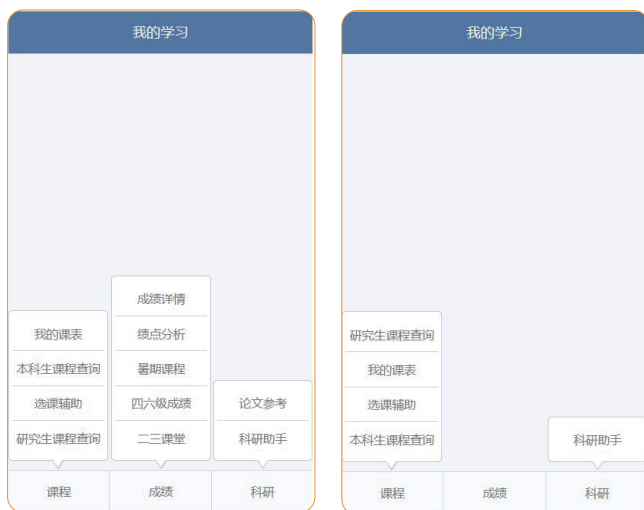 我的学习
成绩详情
我的课表
绩点分析
本科生课程查询
暑期课程
选课辅助
四六级成绩
论文参考
研究生课程查询
二三课堂
科研助手
课程
成绩
科研
我的学习
研究生课程查询
我的课表
选课辅助
本科生课程查询
科研助手
课程
成绩
科研